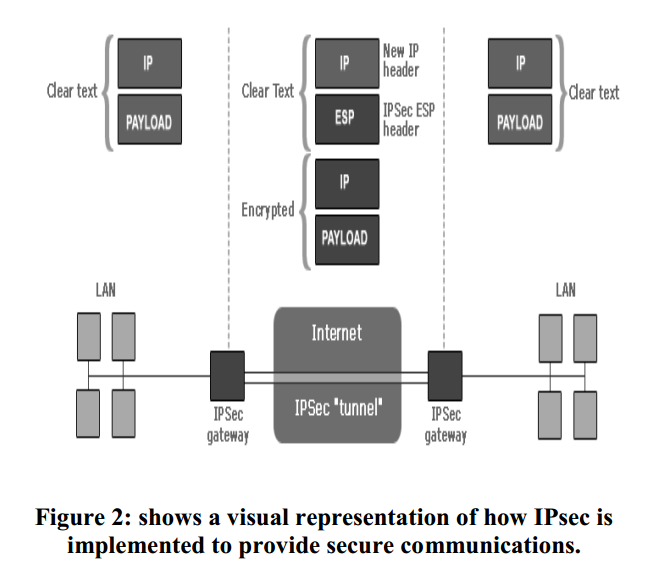 IP
Clear text
PAYLOAD
IP
New IP
header
Clear Text
ESP
IPSec ESP
header
IP
Encrypted
PAYLOAD
IP
Clear text
PAYLOAD
LAN
LAN
Internet
IPSec "tunnel"
IPSec
gateway
IPSec
gateway
Figure 2: shows a visual representation of how IPsec is
implemented to provide secure communications.